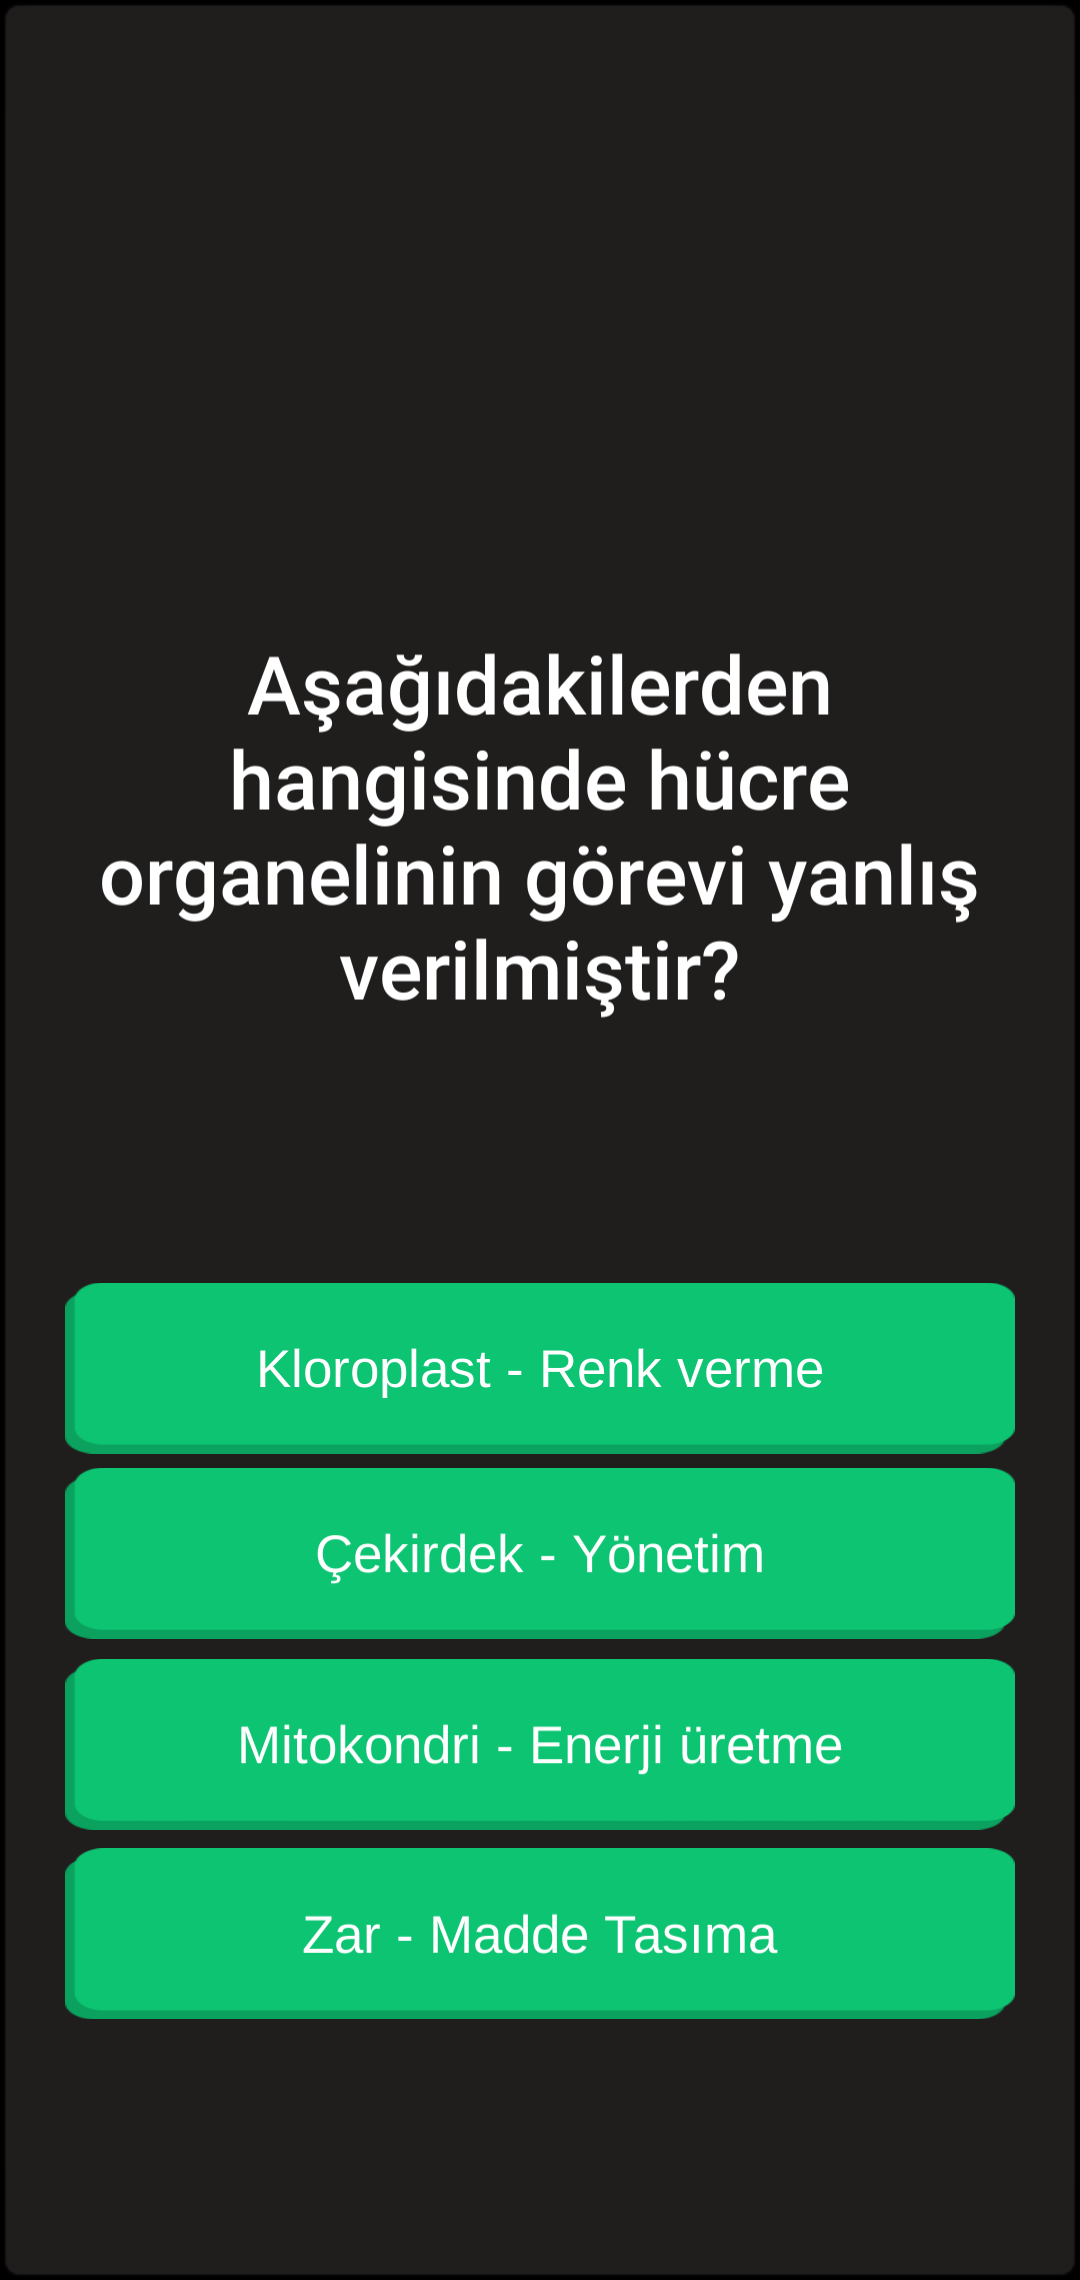 Aşağıdakilerden
hangisinde hücre
organelinin görevi yanlış
verilmiştir?
Kloroplast - Renk verme
Çekirdek - Yönetim
Mitokondri - Enerji üretme
Zar - Madde Tasıma